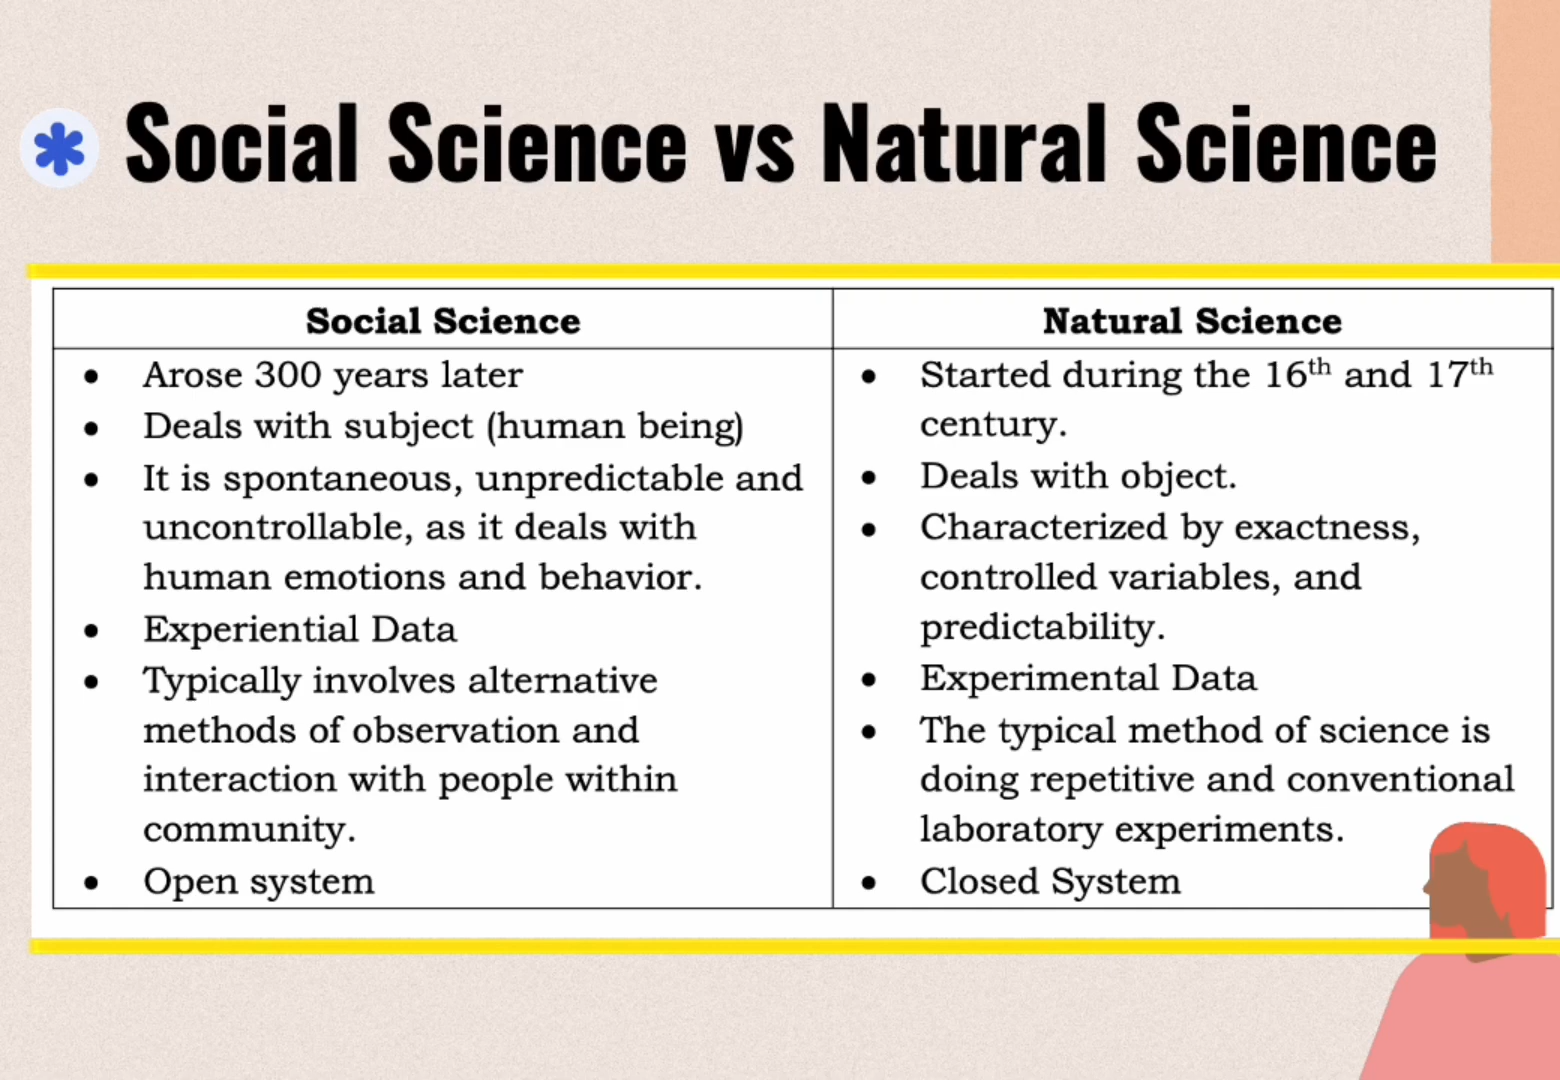 Social Science vs Natural Science
Social Science
• Arose 300 years later
• Deals with subject (human being)
• It is spontaneous, unpredictable and
uncontrollable, as it deals with
human emotions and behavior.
• Experiential Data
• Typically involves alternative
methods of observation and
interaction with people within
community.
• Open system
Natural Science
• Started during the 16th and 17th
century.
• Deals with object.
• Characterized by exactness,
controlled variables, and
predictability.
• Experimental Data
• The typical method of science is
doing repetitive and conventional
laboratory experiments.
• Closed System